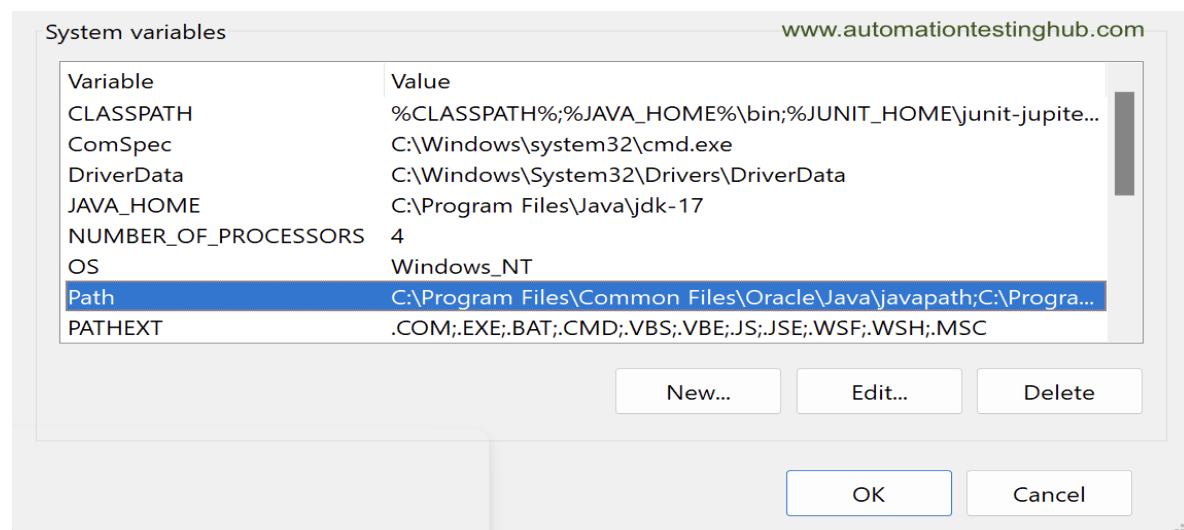 System variables www.automationtestinghub.com
Variable Value
CLASSPATH %CLASSPATH%;%JAVA_HOME%\bin;%JUNIT_HOME\junit-jupite...
ComSpec C:\Windows\system32\cmd.exe
DriverData C:\Windows\System32\Drivers\DriverData
JAVA_HOME C:\Program Files\Java\jdk-17
NUMBER_OF_PROCESSORS 4
OS Windows_NT
Path C:\Program Files\Common Files\Oracle\Java\javapath;C:\Progra...
PATHEXT .COM;.EXE;.BAT;.CMD;.VBS;.VBE;.JS;.JSE;.WSF;.WSH;.MSC
New... Edit... Delete
OK Cancel